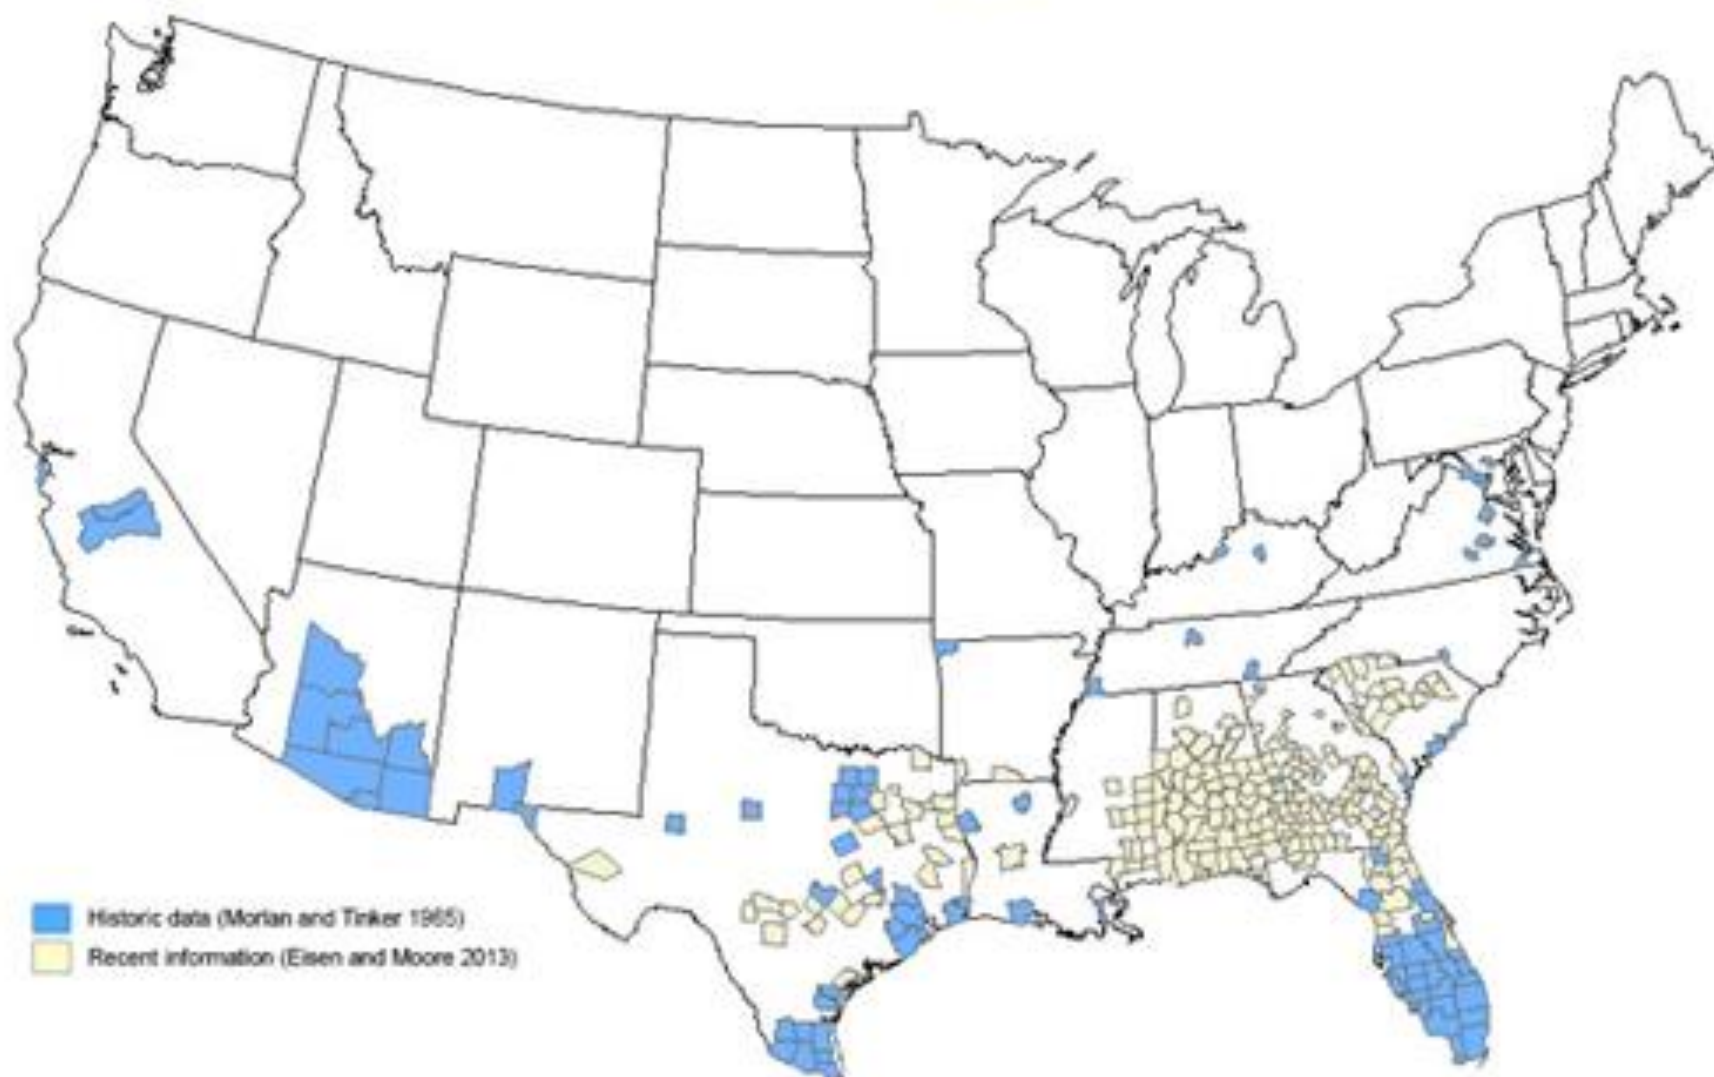 Historic data (Morlan and Tinker 1965)
Recent information (Eisen and Moore 2013)